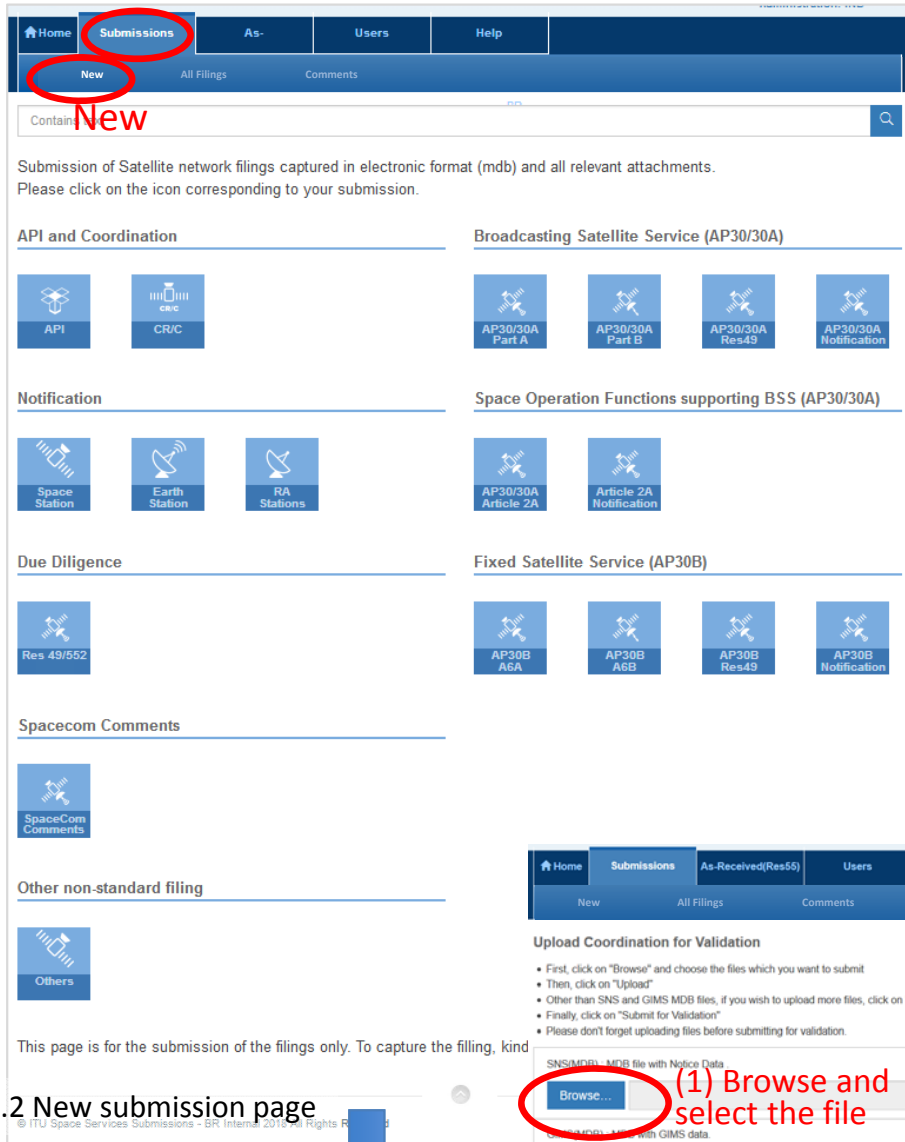 Home Submissions As- Users Help
New All Filings Comments
New
Contains
Submission of Satellite network filings captured in electronic format (mdb) and all relevant attachments.
Please click on the icon corresponding to your submission.
API and Coordination
API
CR/C
CR/C
Broadcasting Satellite Service (AP30/30A)
AP30/30A
Part A
AP30/30A
Part B
AP30/30A
Res49
AP30/30A
Notification
Notification
Space
Station
Earth
Station
RA
Stations
Space Operation Functions supporting BSS (AP30/30A)
AP30/30A
Article 2A
Article 2A
Notification
Due Diligence
Res 49/552
Fixed Satellite Service (AP30B)
AP30B
A6A
AP30B
A6B
AP30B
Res49
AP30B
Notification
Spacecom Comments
SpaceCom
Comments
Other non-standard filing
Others
This page is for the submission of the filings only. To capture the filling, kind
.2 New submission page
© ITU Space Services Submissions - BR Internal 2018 All Rights
Home Submissions As-Received(Res55) Users
New All Filings Comments
Upload Coordination for Validation
• First, click on "Browse" and choose the files which you want to submit
• Then, click on "Upload"
• Other than SNS and GIMS MDB files, if you wish to upload more files, click on
• Finally, click on "Submit for Validation"
• Please don't forget uploading files before submitting for validation.
SNS(MDB) : MDB file with Notice Data
Browse...
(1) Browse and
select the file
with GIMS data.